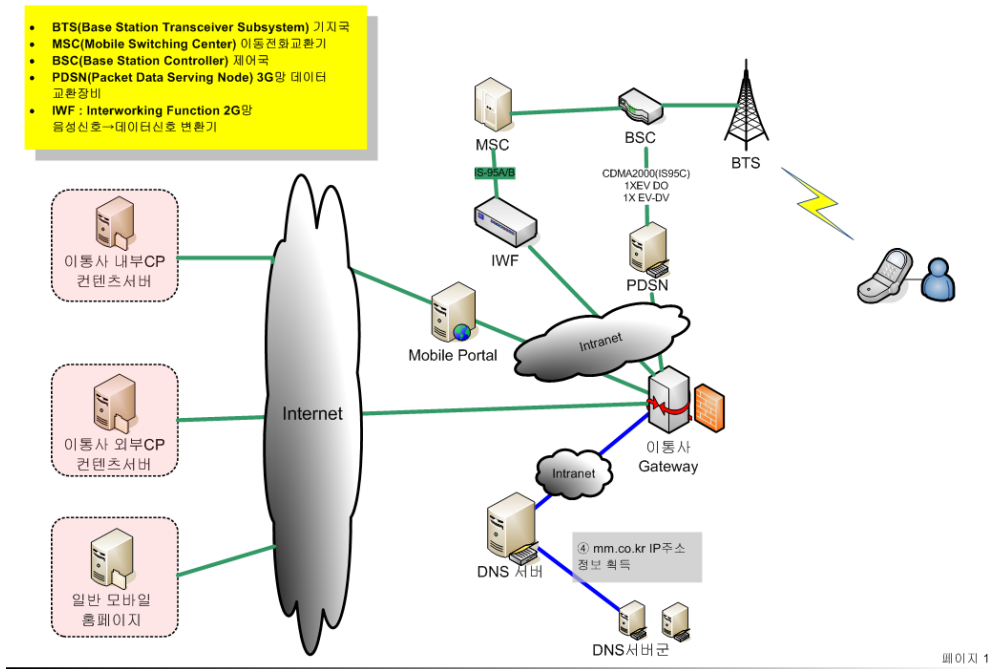 • BTS(Base Station Transceiver Subsystem) 기지국
• MSC(Mobile Switching Center) 이동전화교환기
• BSC(Base Station Controller) 제어국
• PDSN(Packet Data Serving Node) 3G망 데이터
교환장비
• IWF : Interworking Function 2G망
음성신호→데이터신호 변환기
MSC
BSC
BTS
IS-95A/B
CDMA2000(IS95C)
1XEV DO
1X EV-DV
IWF
PDSN
이통사 내부CP
컨텐츠서버
Mobile Portal
Intranet
Internet
이통사 외부CP
컨텐츠서버
이통사
Gateway
Intranet
DNS 서버
④ mm.co.kr IP주소
정보 획득
일반 모바일
홈페이지
DNS서버군
페이지 1